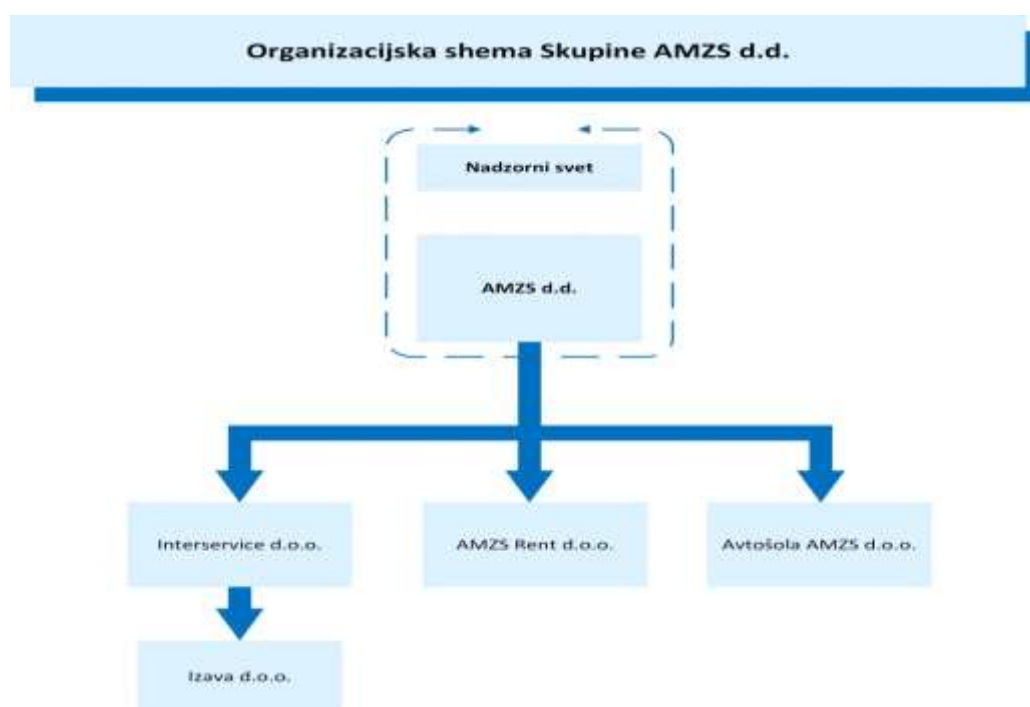 Organizacijska shema Skupine AMZS d.d.
Nadzorni svet
AMZS d.d.
Interservice d.o.o.
AMZS Rent d.o.o.
Avtošola AMZS d.o.o.
Izava d.o.o.